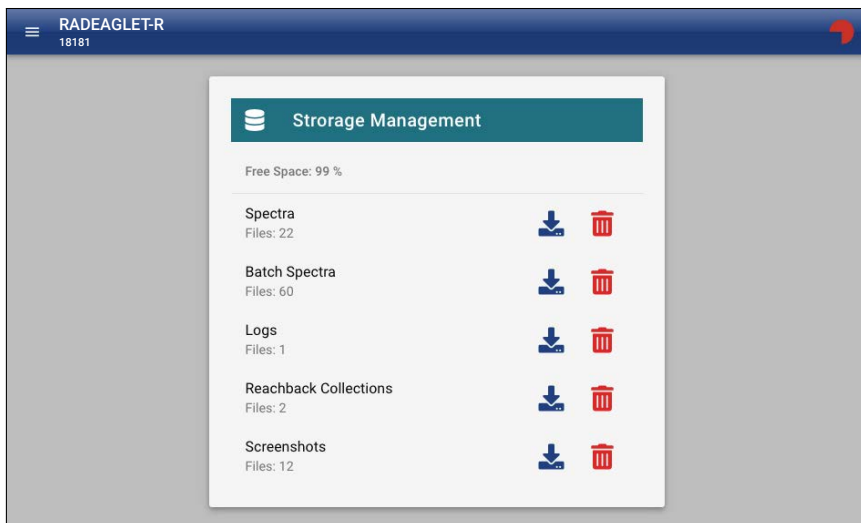 RADEAGLET-R
18181
Strorage Management
Free Space: 99 %
Spectra
Files: 22
Batch Spectra
Files: 60
Logs
Files: 1
Reachback Collections
Files: 2
Screenshots
Files: 12